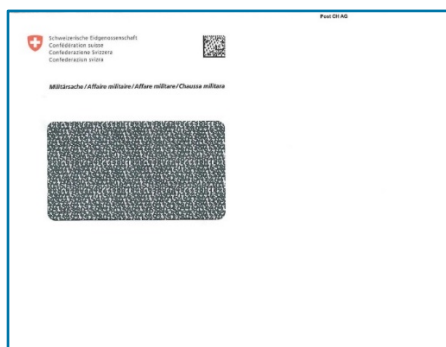 Post CH AG
Schweizerische Eidgenossenschaft
Confédération suisse
Confederazione Svizzera
Confederaziun svizra
Militärsache / Affaire militaire / Affare militare / Chaussa militara